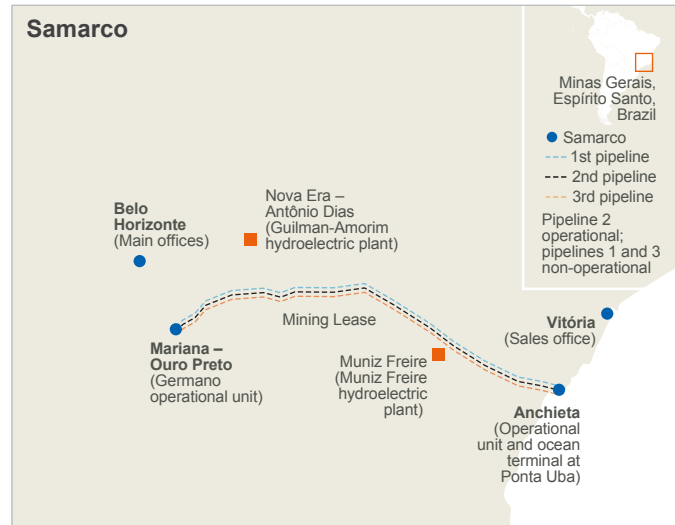 Samarco
Minas Gerais,
Espírito Santo,
Brazil
Samarco
1st pipeline
2nd pipeline
3rd pipeline
Pipeline 2
operational;
pipelines 1 and 3
non-operational
Nova Era –
Antônio Dias
(Guilman-Amorim
hydroelectric plant)
Belo
Horizonte
(Main offices)
Mining Lease
Vitória
(Sales office)
Mariana –
Ouro Preto
(Germano
operational unit)
Muniz Freire
(Muniz Freire
hydroelectric
plant)
Anchieta
(Operational
unit and ocean
terminal at
Ponta Uba)